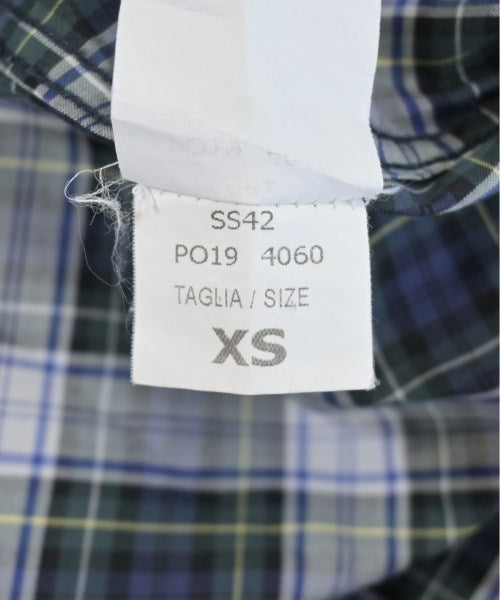 SS42
PO19 4060
TAGLIA / SIZE
XS